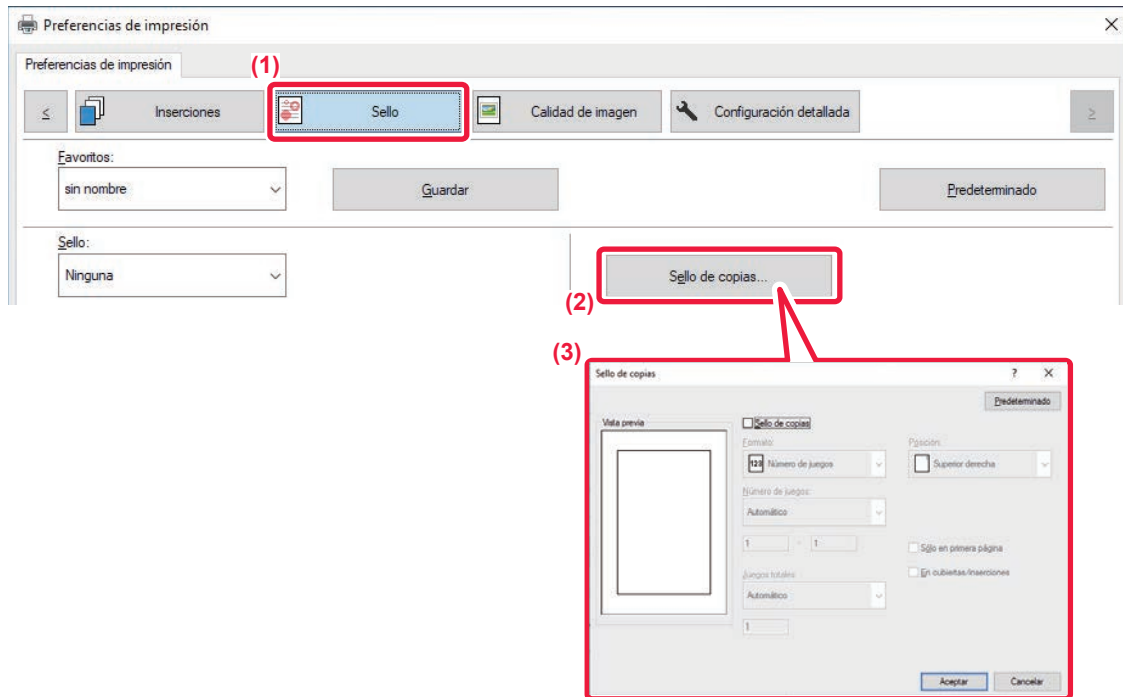 Preferencias de impresión
Preferencias de impresión
(1)
< Inserciones Sello Calidad de imagen Configuración detallada >
Favoritos:
sin nombre Guardar Predeterminado
Sello:
Ninguna Sello de copias...
(2)
(3)
Sello de copias ? X
Predeterminado
Vista previa Sello de copias
Formato: Posición:
123 Número de juegos Superior derecha
Número de juegos:
Automático
1 - 1 Sólo en primera página
En cubiertas/inserciones
Juegos totales:
Automático
1
Aceptar Cancelar